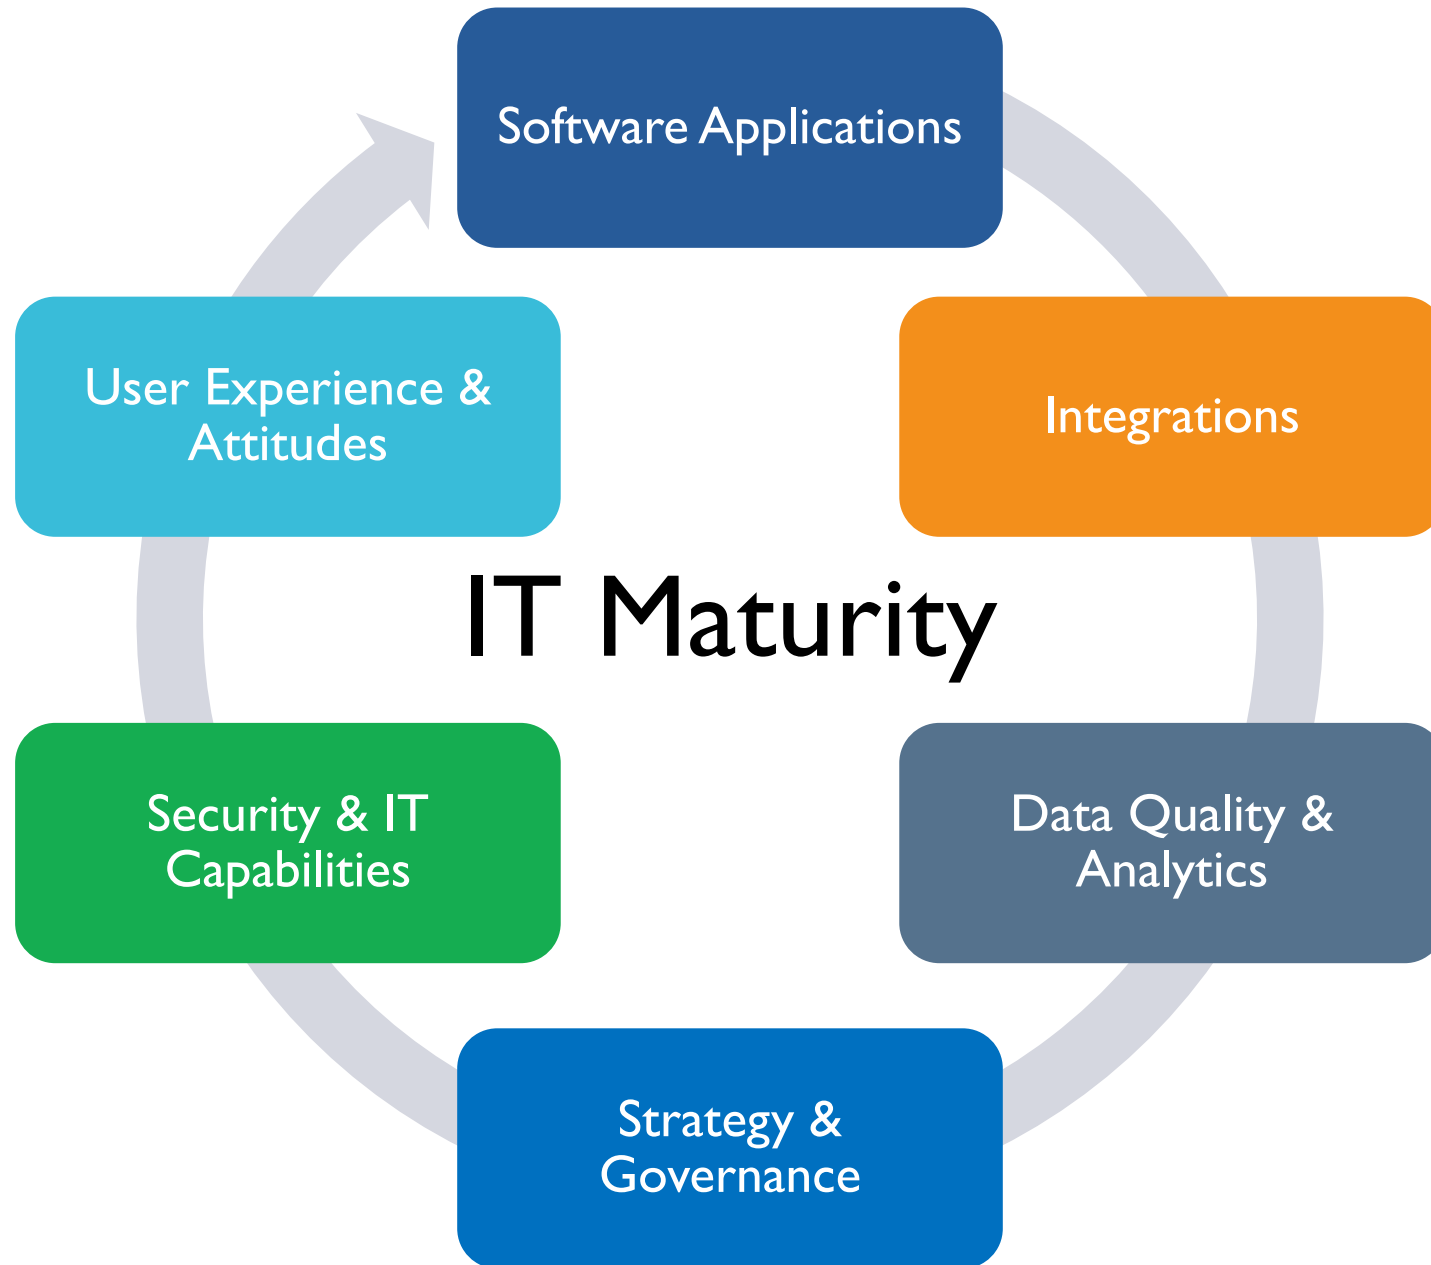 Software Applications
Integrations
Data Quality &
Analytics
Strategy &
Governance
Security & IT
Capabilities
User Experience &
Attitudes
IT Maturity